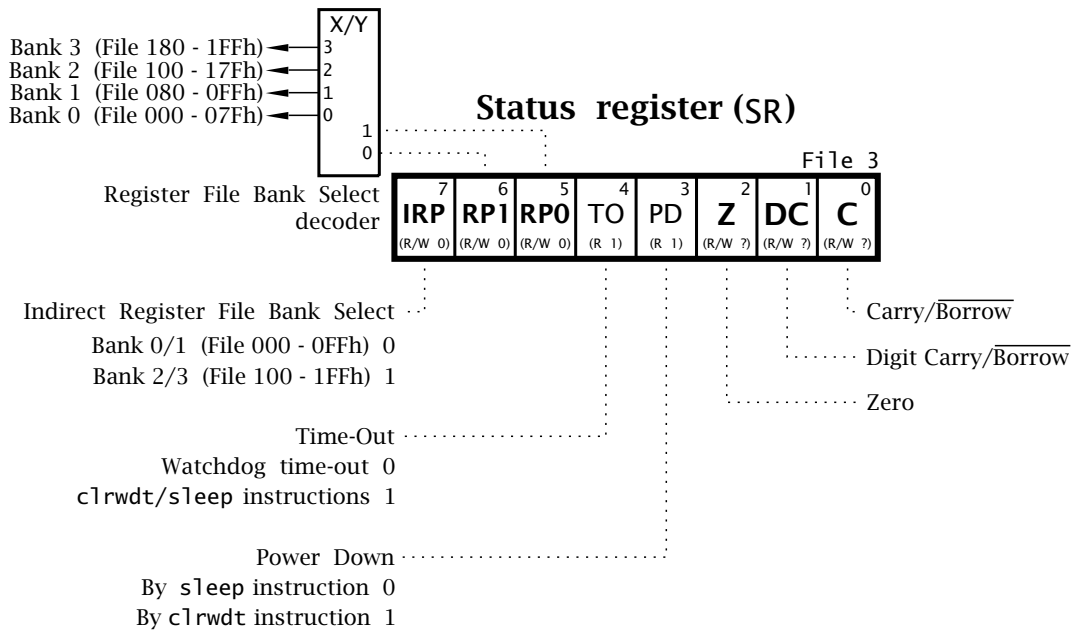 X/Y
Bank 3 (File 180 - 1FFh) 3
Bank 2 (File 100 - 17Fh) 2
Bank 1 (File 080 - 0FFh) 1
Bank 0 (File 000 - 07Fh) 0
Status register (SR)
1
0
File 3
Register File Bank Select
decoder
7 6 5 4 3 2 1 0
IRP RP1 RP0 TO PD Z DC C
(R/W 0) (R/W 0) (R/W 0) (R 1) (R 1) (R/W ?) (R/W ?) (R/W ?)
Indirect Register File Bank Select
Bank 0/1 (File 000 - 0FFh) 0
Bank 2/3 (File 100 - 1FFh) 1
Carry/Borrow
Digit Carry/Borrow
Zero
Time-Out
Watchdog time-out 0
clrwdt/sleep instructions 1
Power Down
By sleep instruction 0
By clrwdt instruction 1